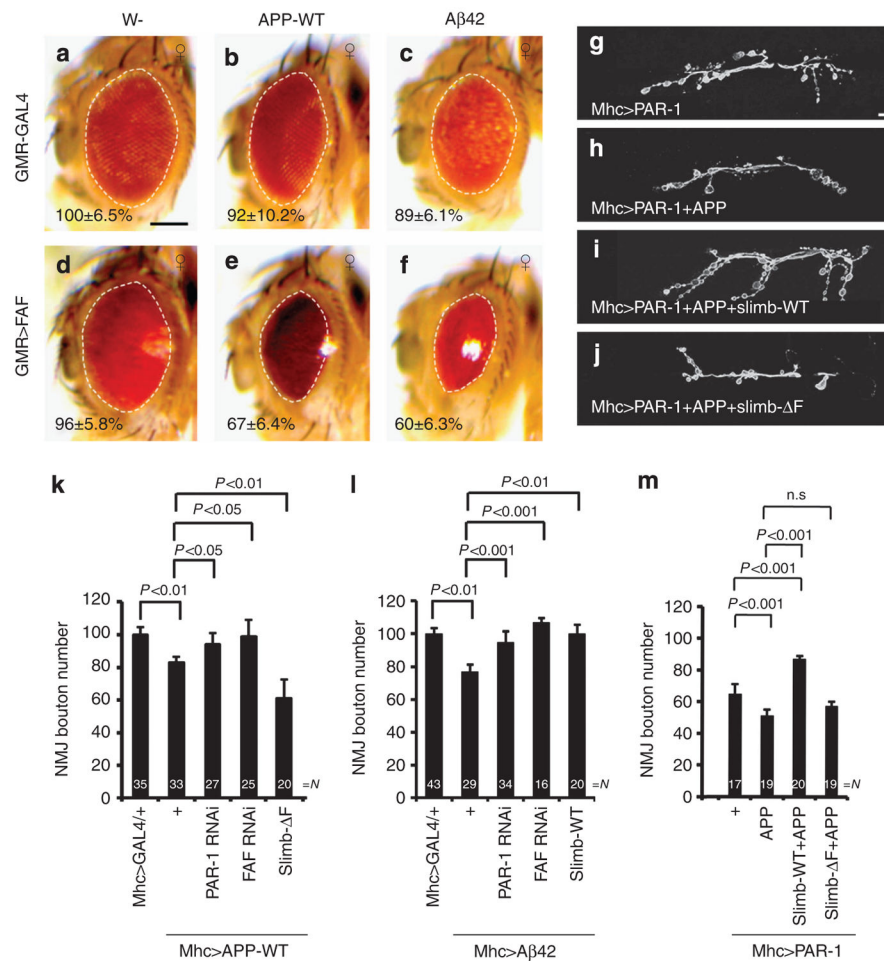 W-
APP-WT
Aβ42
GMR-GAL4
a ♀
b ♀
c ♀
100±6.5%
92±10.2%
89±6.1%
GMR>FAF
d ♀
e ♀
f ♀
96±5.8%
67±6.4%
60±6.3%
g
Mhc>PAR-1
h
Mhc>PAR-1+APP
i
Mhc>PAR-1+APP+slimb-WT
j
Mhc>PAR-1+APP+slimb-ΔF
k
P<0.01
P<0.05
P<0.05
P<0.01
NMJ bouton number
120
100
80
60
40
20
0
35 33 27 25 20 =N
Mhc>GAL4/+
+
PAR-1 RNAi
FAF RNAi
Slimb-ΔF
Mhc>APP-WT
l
P<0.01
P<0.001
P<0.001
P<0.01
NMJ bouton number
120
100
80
60
40
20
0
43 29 34 16 20 =N
Mhc>GAL4/+
+
PAR-1 RNAi
FAF RNAi
Slimb-WT
Mhc>Aβ42
m
n.s
P<0.001
P<0.001
P<0.001
NMJ bouton number
120
100
80
60
40
20
0
17 19 20 19 =N
+
APP
Slimb-WT+APP
Slimb-ΔF+APP
Mhc>PAR-1